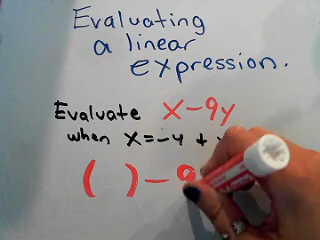 Evaluating
a linear
expression.
Evaluate x-9y
when x=-4 +
( ) - 9